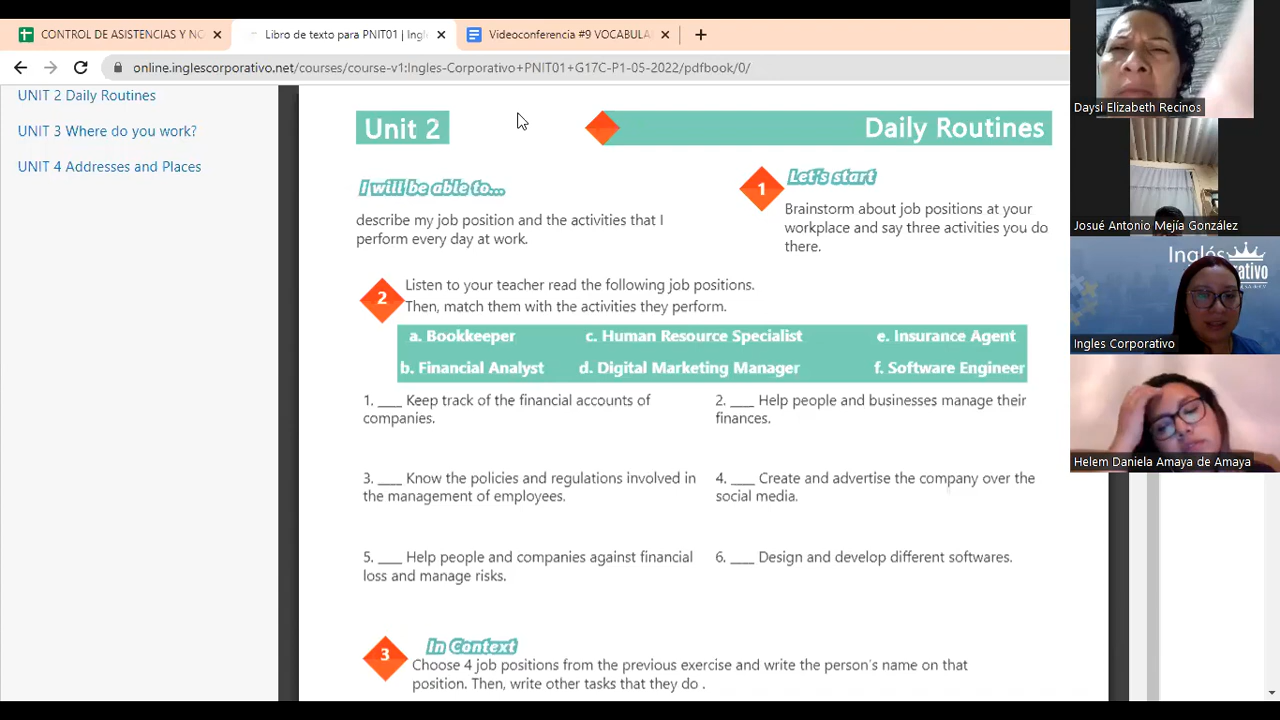 CONTROL DE ASISTENCIAS Y NC
Libro de texto para PNIT01 | Ingl
Videoconferencia #9 VOCABULA
online.inglescorporativo.net/courses/course-v1:Ingles-Corporativo+PNIT01+G17C-P1-05-2022/pdfbook/0/
UNIT 2 Daily Routines
UNIT 3 Where do you work?
UNIT 4 Addresses and Places
Unit 2
Daily Routines
I will be able to...
describe my job position and the activities that I
perform every day at work.
1
Let's start
Brainstorm about job positions at your
workplace and say three activities you do
there.
2
Listen to your teacher read the following job positions.
Then, match them with the activities they perform.
a. Bookkeeper c. Human Resource Specialist e. Insurance Agent
b. Financial Analyst d. Digital Marketing Manager f. Software Engineer
1. ___ Keep track of the financial accounts of
companies.
2. ___ Help people and businesses manage their
finances.
3. ___ Know the policies and regulations involved in
the management of employees.
4. ___ Create and advertise the company over the
social media.
5. ___ Help people and companies against financial
loss and manage risks.
6. ___ Design and develop different softwares.
3
In Context
Choose 4 job positions from the previous exercise and write the person's name on that
position. Then, write other tasks that they do .
Daysi Elizabeth Recinos
Josué Antonio Mejía González
Inglés
Ingles Corporativo
Helem Daniela Amaya de Amaya